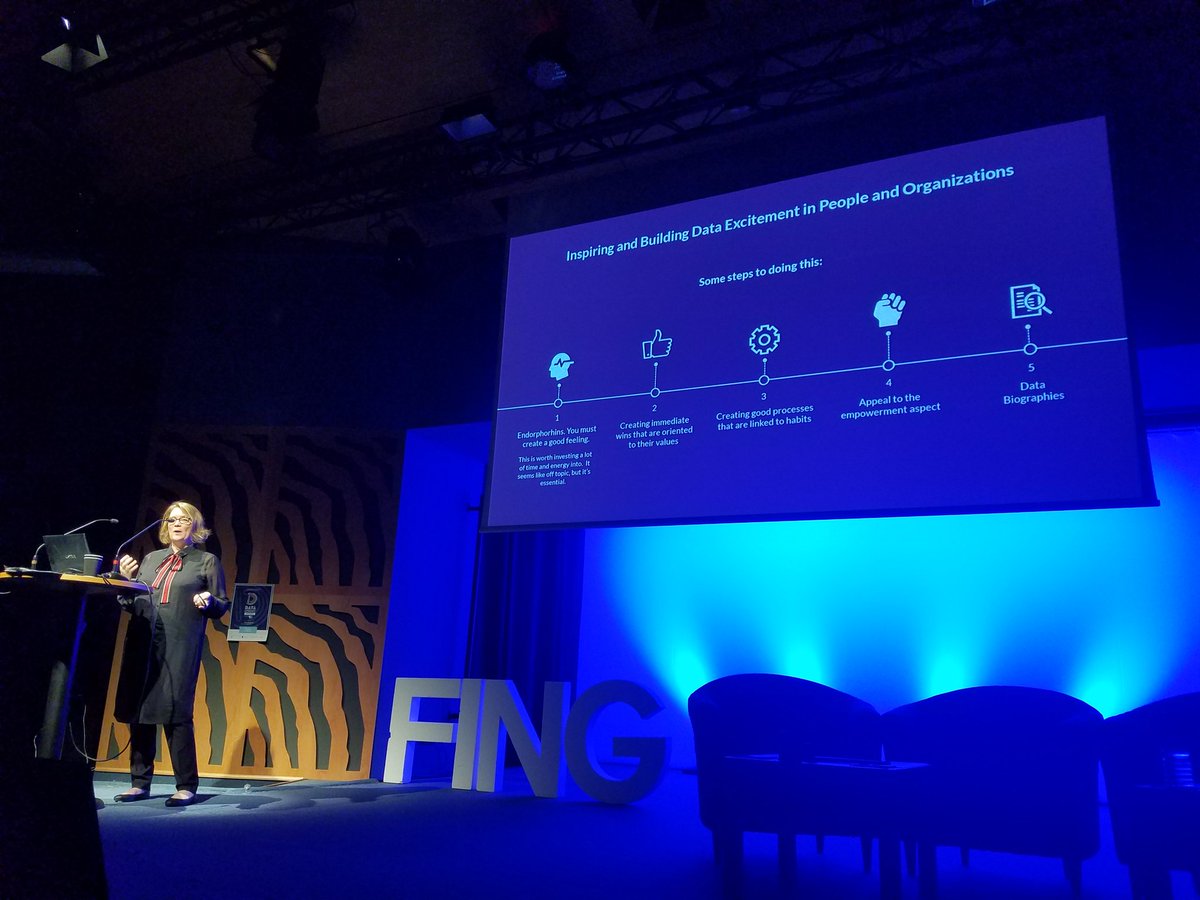 Inspiring and Building Data Excitement in People and Organizations
Some steps to doing this:
1
Endorphorhins. You must
create a good feeling.
This is worth investing a lot
of time and energy into. It
seems like off topic, but it's
essential.
2
Creating immediate
wins that are oriented
to their values
3
Creating good processes
that are linked to habits
4
Appeal to the
empowerment aspect
5
Data
Biographies
D
DATA
FING